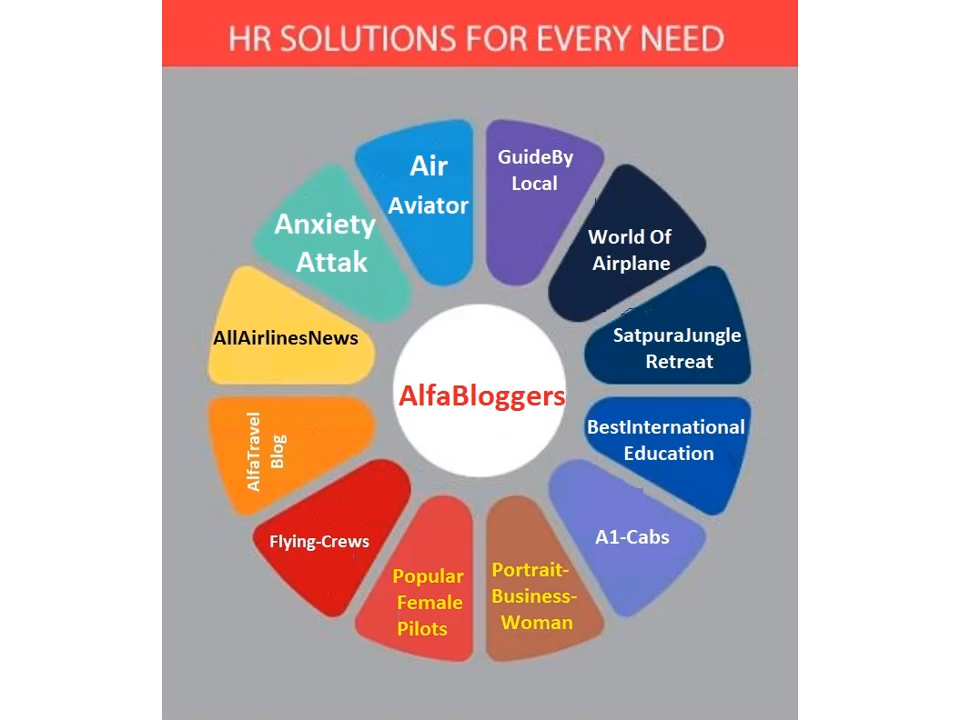 HR SOLUTIONS FOR EVERY NEED
Air
Aviator
GuideBy
Local
World Of
Airplane
SatpuraJungle
Retreat
BestInternational
Education
A1-Cabs
Portrait-
Business-
Woman
Popular
Female
Pilots
Flying-Crews
AlfaTravel
Blog
AllAirlinesNews
Anxiety
Attak
AlfaBloggers